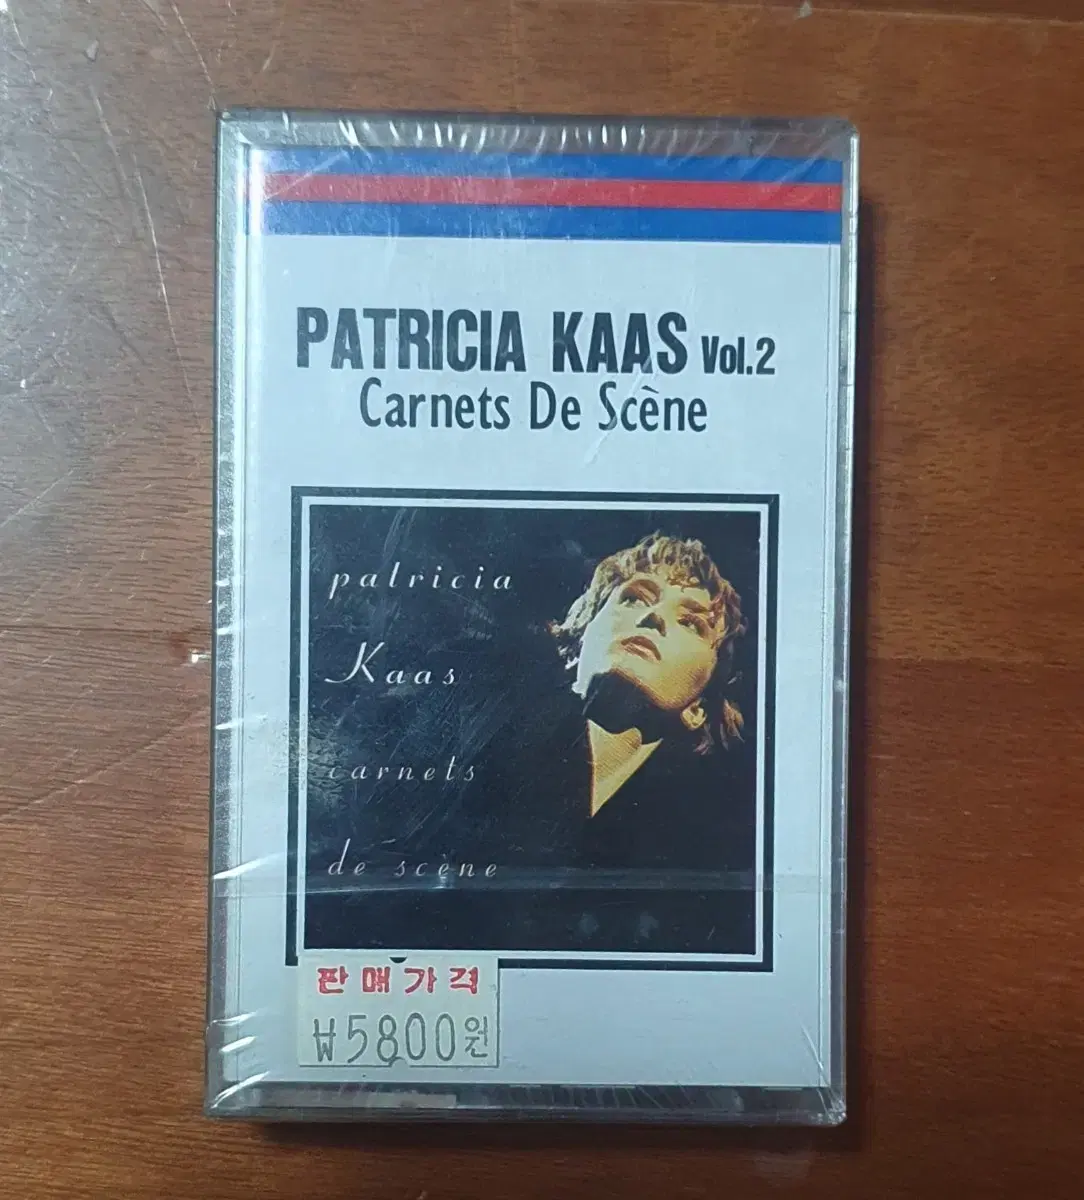 PATRICIA KAAS Vol.2
Carnets De Scène
patricia
Kaas
carnets
de scène
판매가격
₩5800원